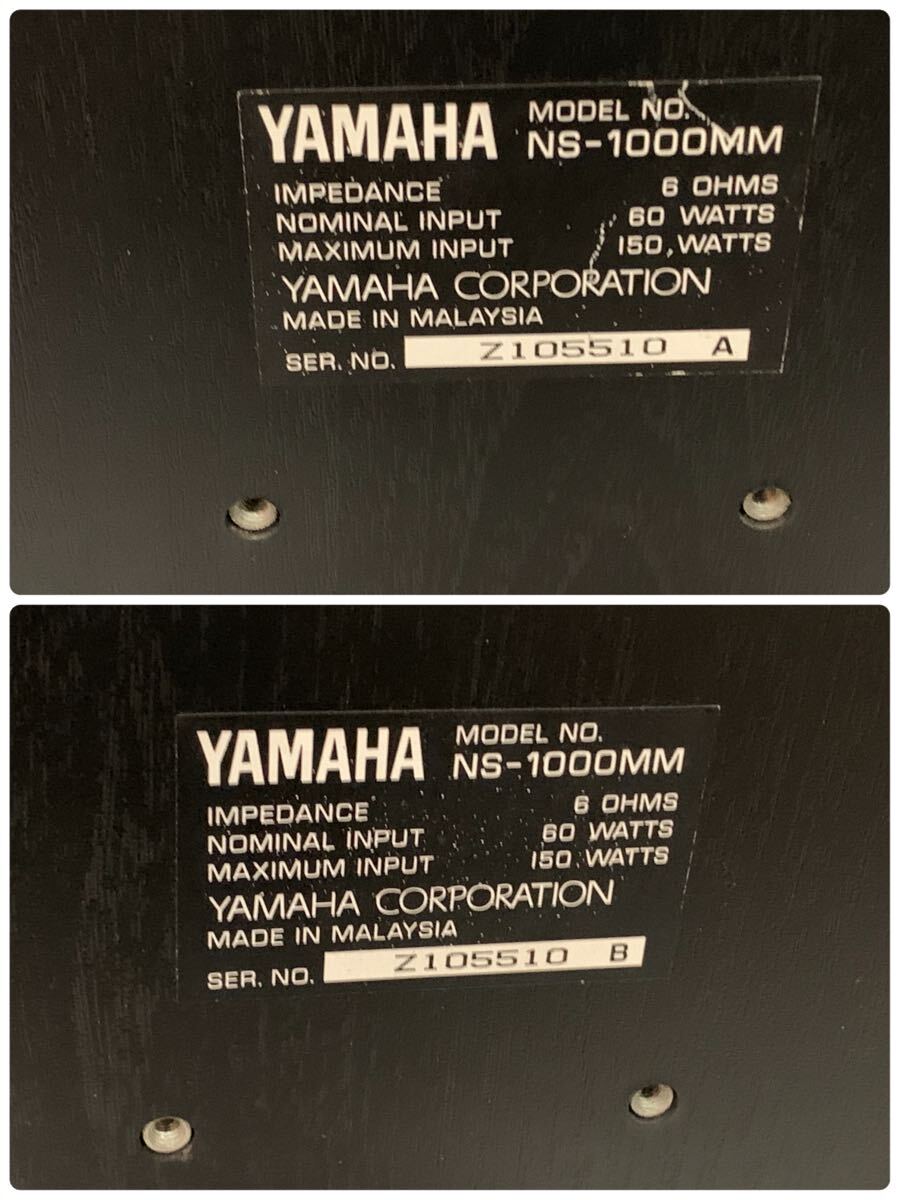 YAMAHA MODEL NO.
NS-1000MM
IMPEDANCE 6 OHMS
NOMINAL INPUT 60 WATTS
MAXIMUM INPUT 150 WATTS
YAMAHA CORPORATION
MADE IN MALAYSIA
SER. NO. Z105510 A
YAMAHA MODEL NO.
NS-1000MM
IMPEDANCE 6 OHMS
NOMINAL INPUT 60 WATTS
MAXIMUM INPUT 150 WATTS
YAMAHA CORPORATION
MADE IN MALAYSIA
SER. NO. Z105510 B